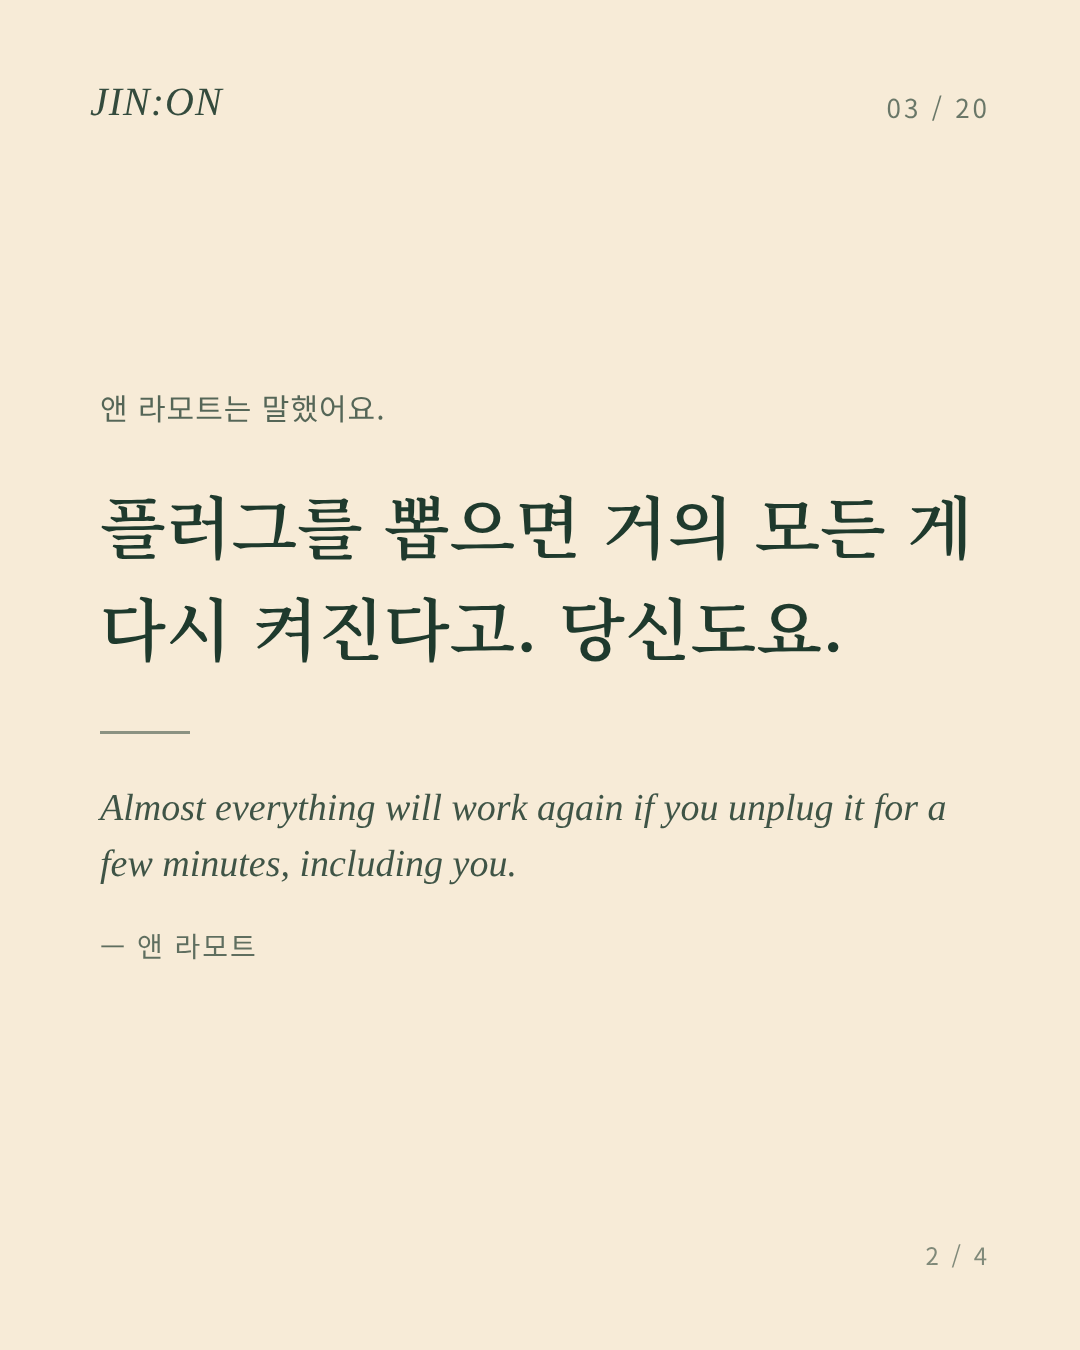 JIN:ON
03 / 20
앤 라모트는 말했어요.
플러그를 뽑으면 거의 모든 게
다시 켜진다고. 당신도요.
Almost everything will work again if you unplug it for a
few minutes, including you.
— 앤 라모트
2 / 4